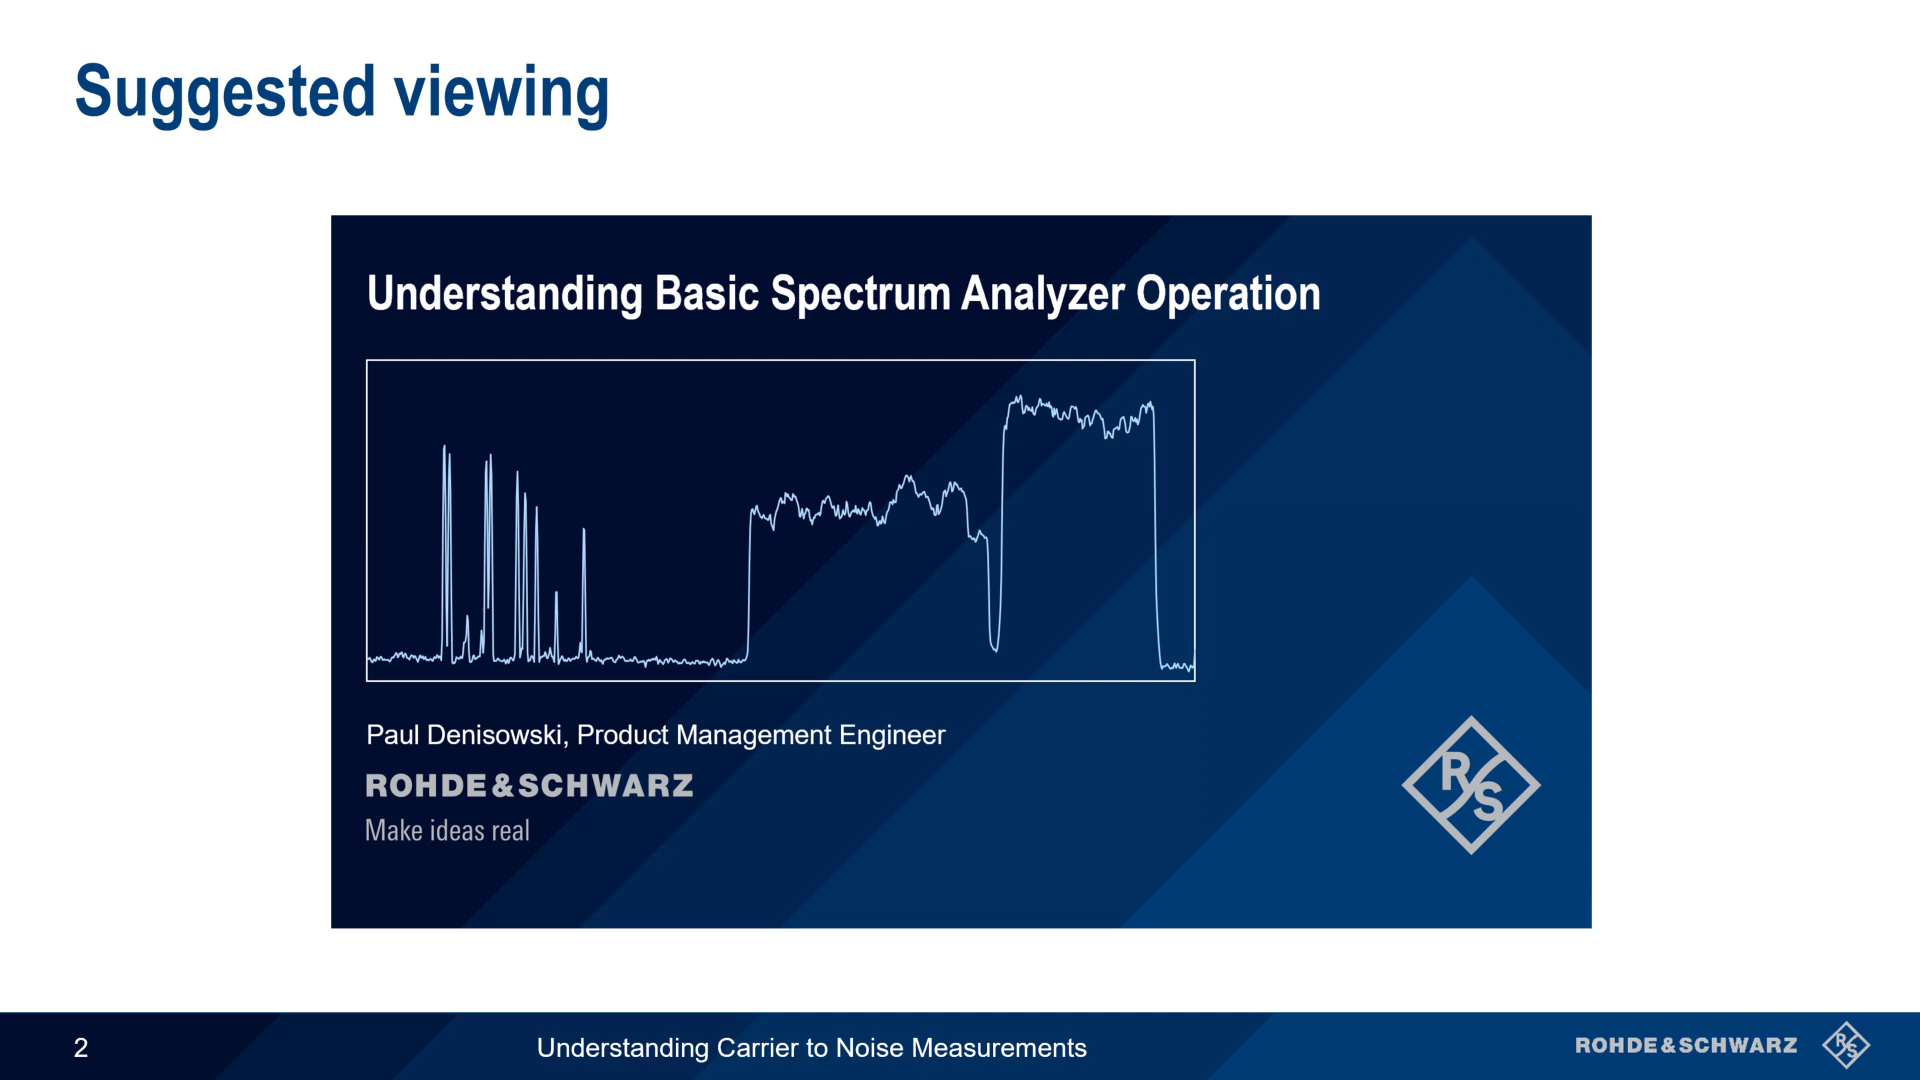 Suggested viewing
Understanding Basic Spectrum Analyzer Operation
Paul Denisowski, Product Management Engineer
ROHDE&SCHWARZ
Make ideas real
R S
2
Understanding Carrier to Noise Measurements
ROHDE&SCHWARZ
R S